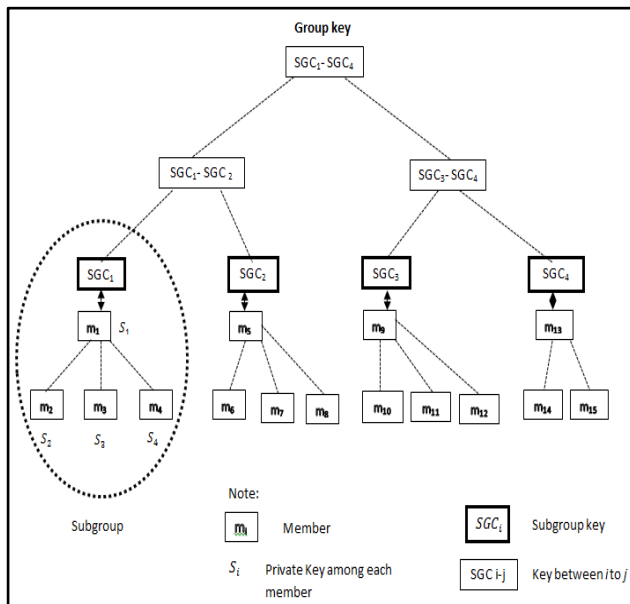 Group key
SGC₁- SGC₄
SGC₁- SGC ₂
SGC₃- SGC₄
SGC₁
SGC₂
SGC₃
SGC₄
m₁
S₁
m₅
m₉
m₁₃
m₂
m₃
m₄
m₆
m₇
m₈
m₁₀
m₁₁
m₁₂
m₁₄
m₁₅
S₂
S₃
S₄
Note:
Subgroup
mᵢ
Member
SGCᵢ
Subgroup key
Sᵢ
Private Key among each
member
SGC i-j
Key between i to j